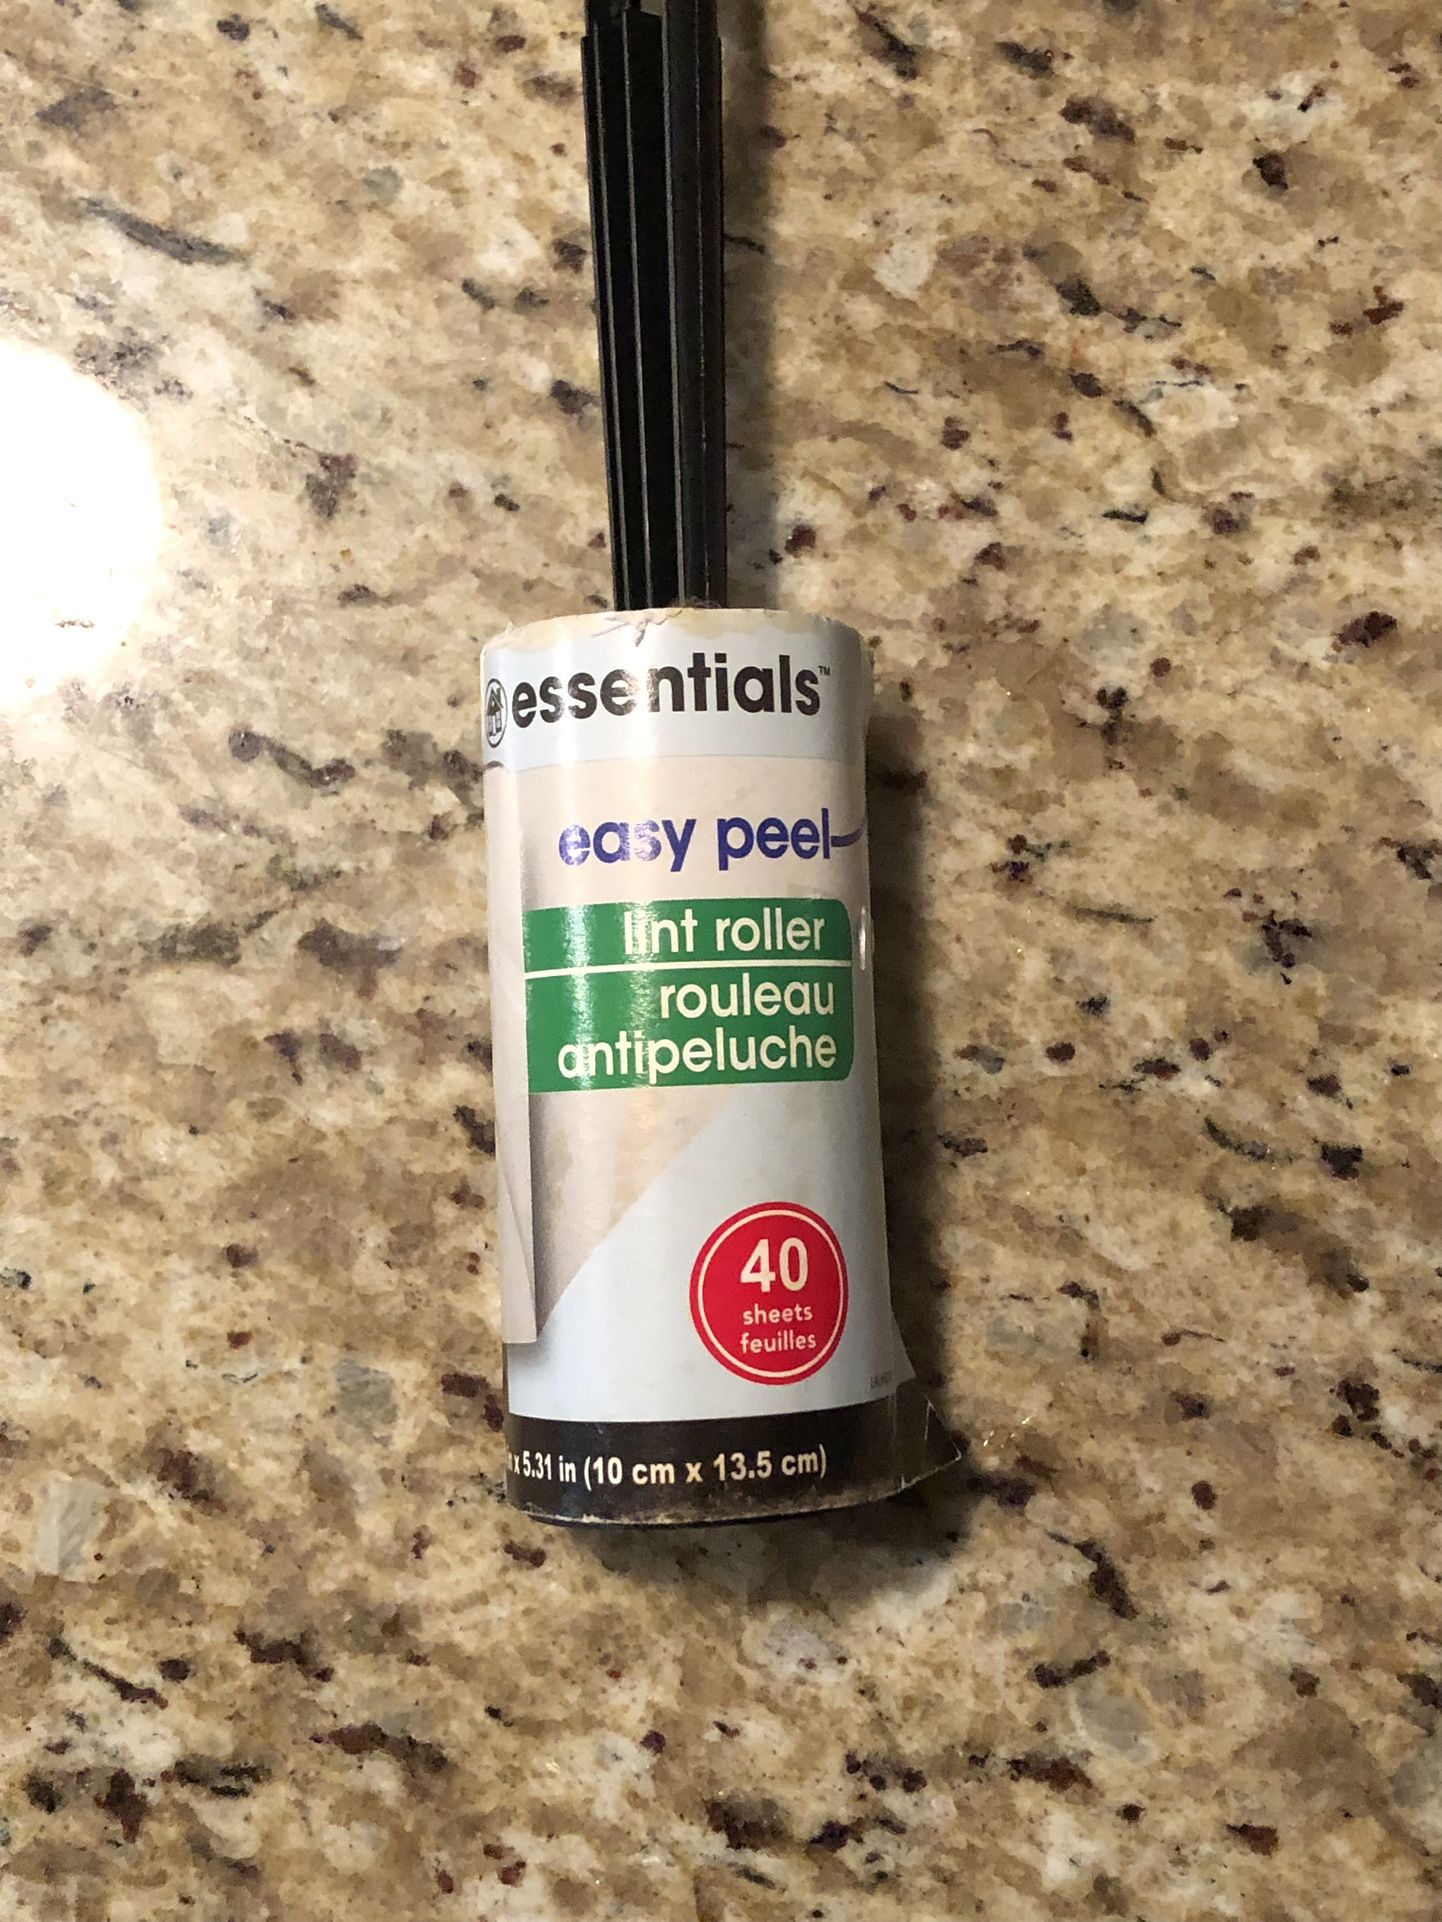 essentials™
easy peel
lint roller
rouleau
antipeluche
40
sheets
feuilles
x 5.31 in (10 cm x 13.5 cm)